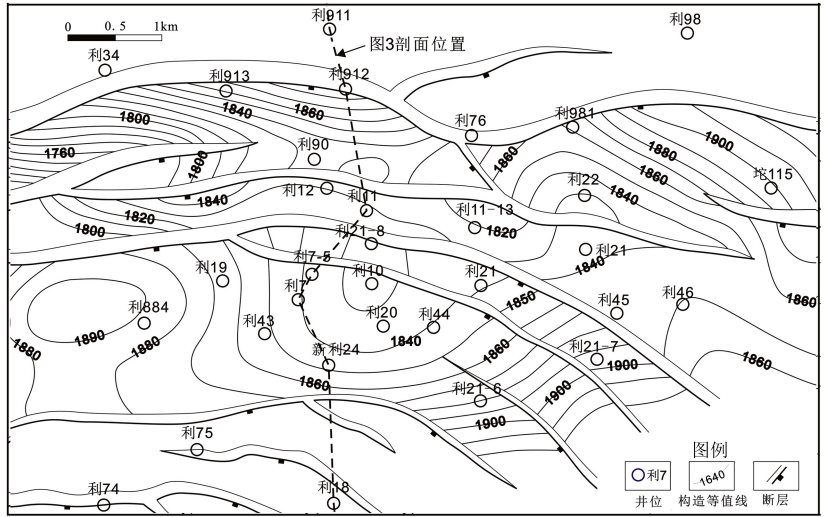 0 0.5 1km
利911
利98
图3剖面位置
利34
利913
利912
1840
1860
1800
利76
利981
1900
1760
利90
1800
1860
1880
1860
坨115
1840
利12
利11
利22
1840
1820
1800
利11-13
1820
利21-8
利21
1840
利7-5
利19
利10
利21
1850
利7
利45
利46
1860
利884
1890
1880
1880
利43
利20
利44
1840
1860
新利24
利21-7
1900
1860
1860
利21-6
1900
1900
利75
利74
利18
图例
利7
1640
井位 构造等值线 断层